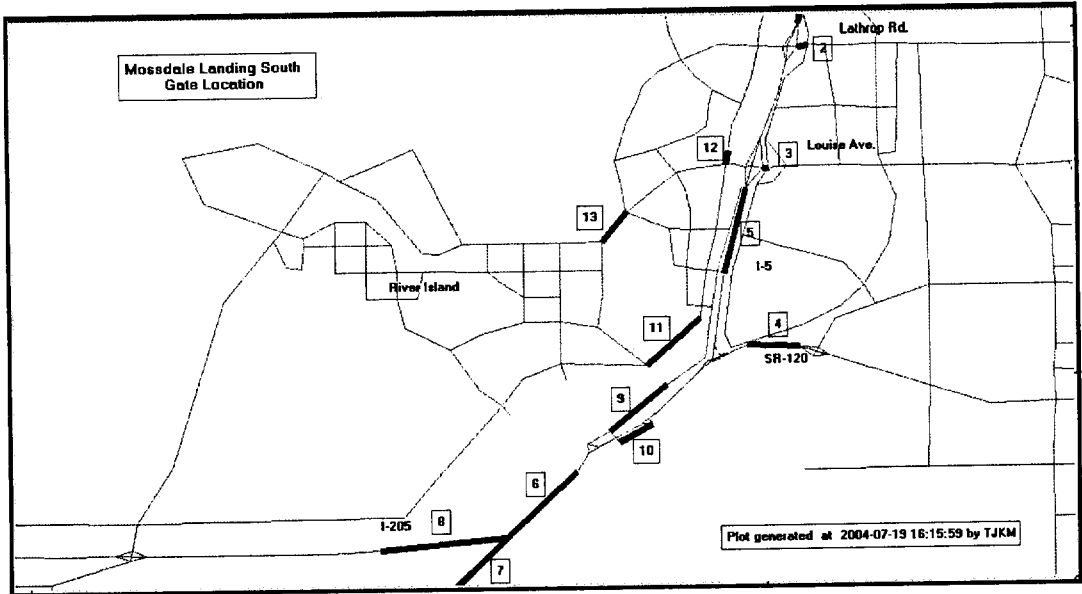 Lathrop Rd.
2
Mossdale Landing South
Gate Location
12
3
Louise Ave.
13
5
I-5
River Island
11
4
SR-120
9
10
6
I-205
8
Plot generated at 2004-07-19 16:15:59 by TJKM
7